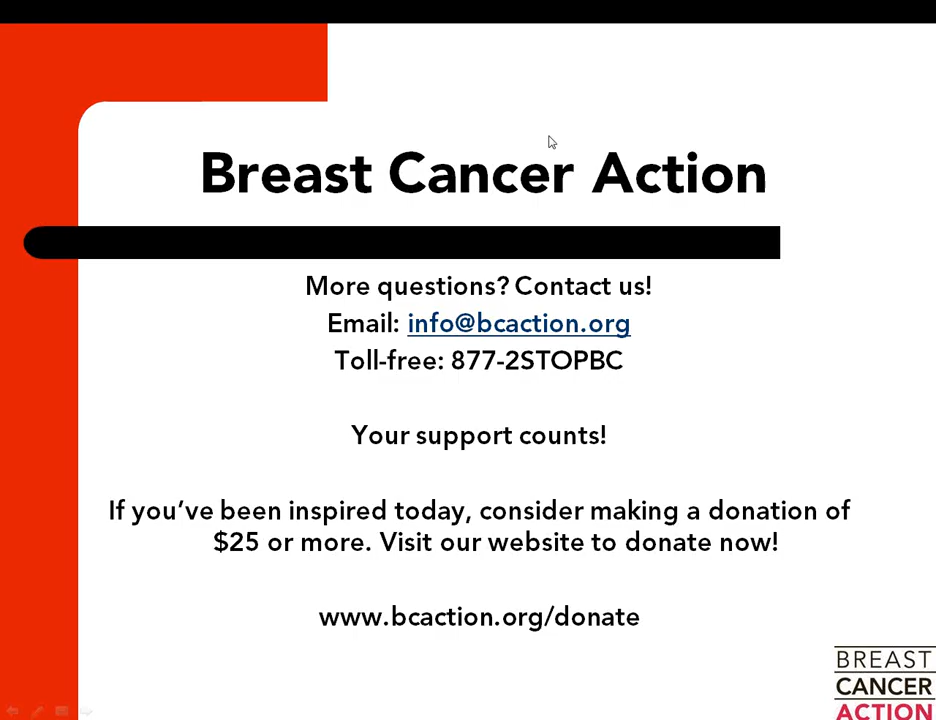 Breast Cancer Action
More questions? Contact us!
Email: info@bcaction.org
Toll-free: 877-2STOPBC
Your support counts!
If you’ve been inspired today, consider making a donation of
$25 or more. Visit our website to donate now!
www.bcaction.org/donate
BREAST
CANCER
ACTION